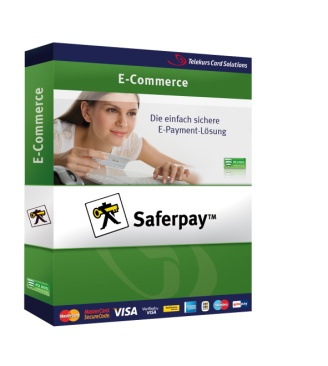 Telekurs Card Solutions
E-Commerce
Die einfach sichere
E-Payment-Lösung
E-Commerce
Saferpay™
MasterCard
MasterCard
SecureCode
VISA
Verified by
VISA